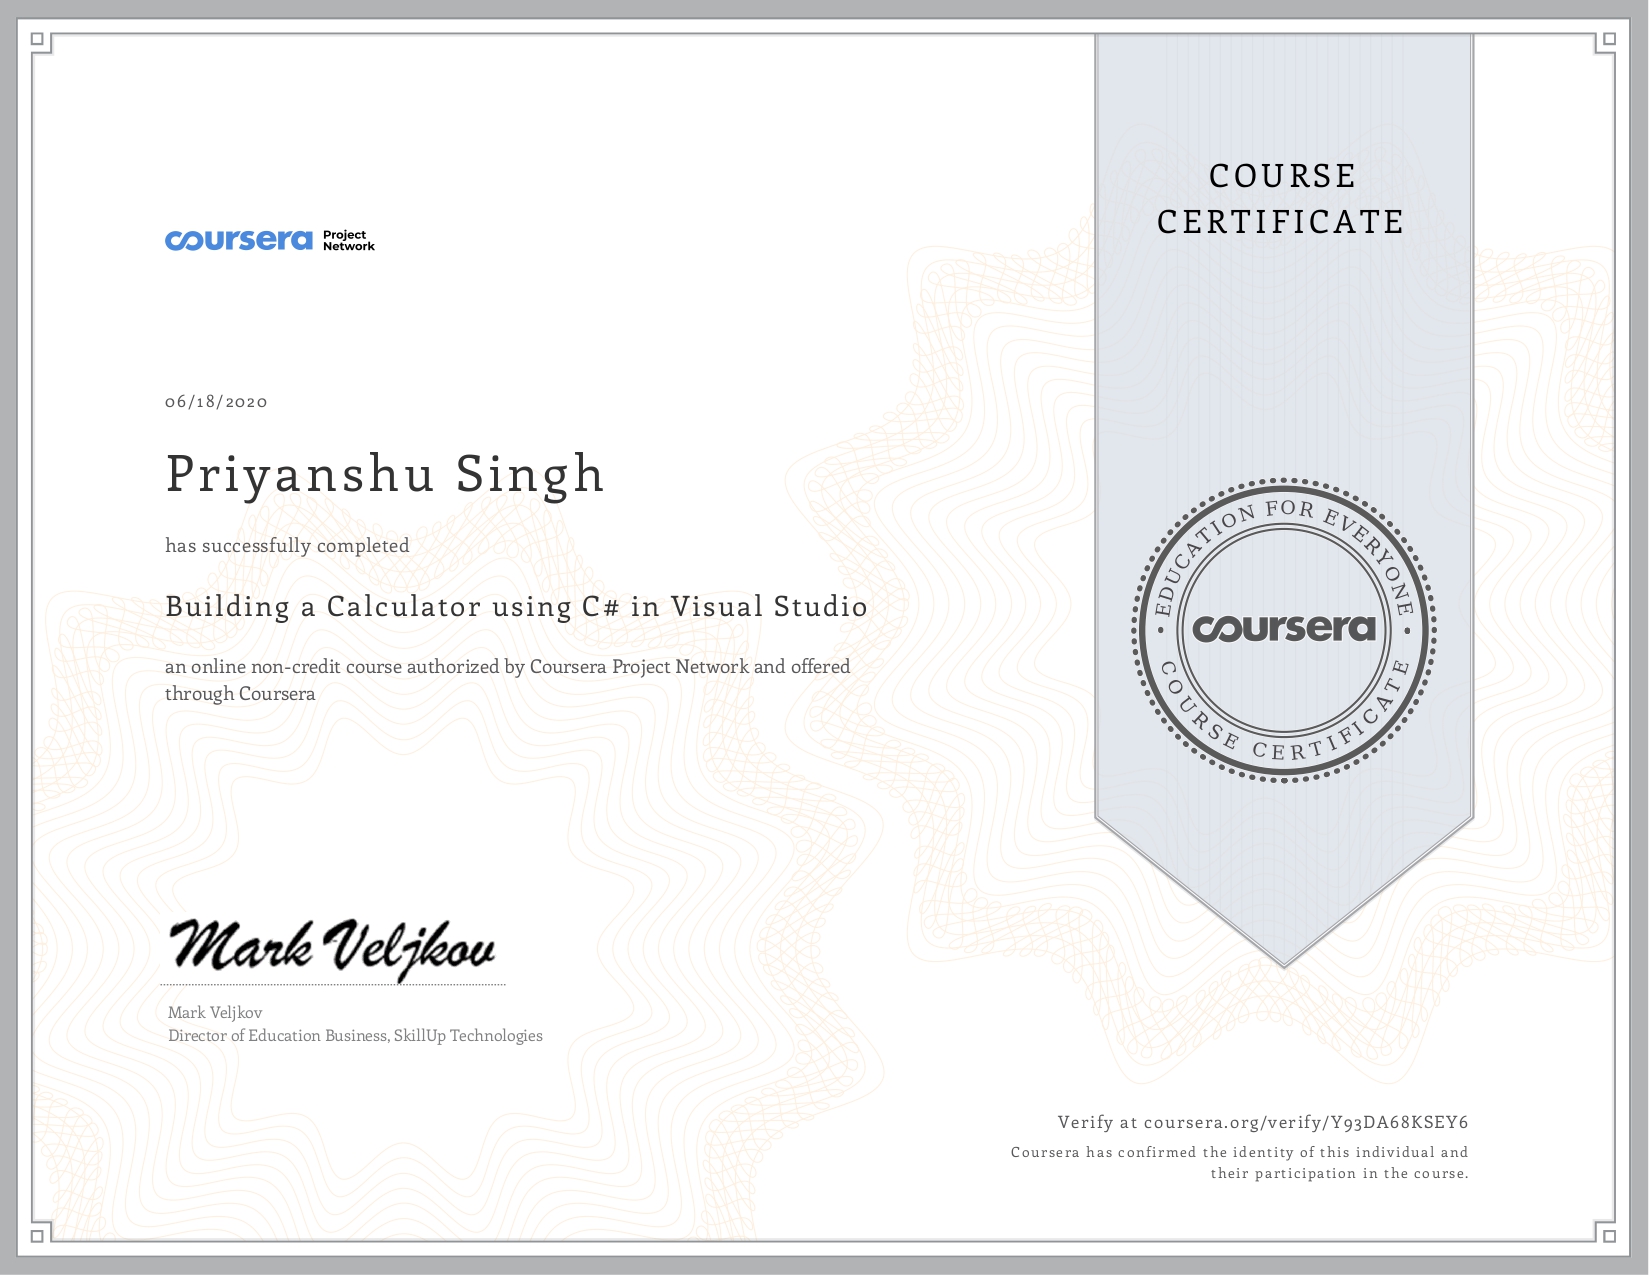 COURSE
CERTIFICATE
coursera Project
Network
06/18/2020
Priyanshu Singh
has successfully completed
Building a Calculator using C# in Visual Studio
an online non-credit course authorized by Coursera Project Network and offered
through Coursera
EDUCATION FOR EVERYONE
coursera
COURSE CERTIFICATE
Mark Veljkov
Mark Veljkov
Director of Education Business, SkillUp Technologies
Verify at coursera.org/verify/Y93DA68KSEY6
Coursera has confirmed the identity of this individual and
their participation in the course.